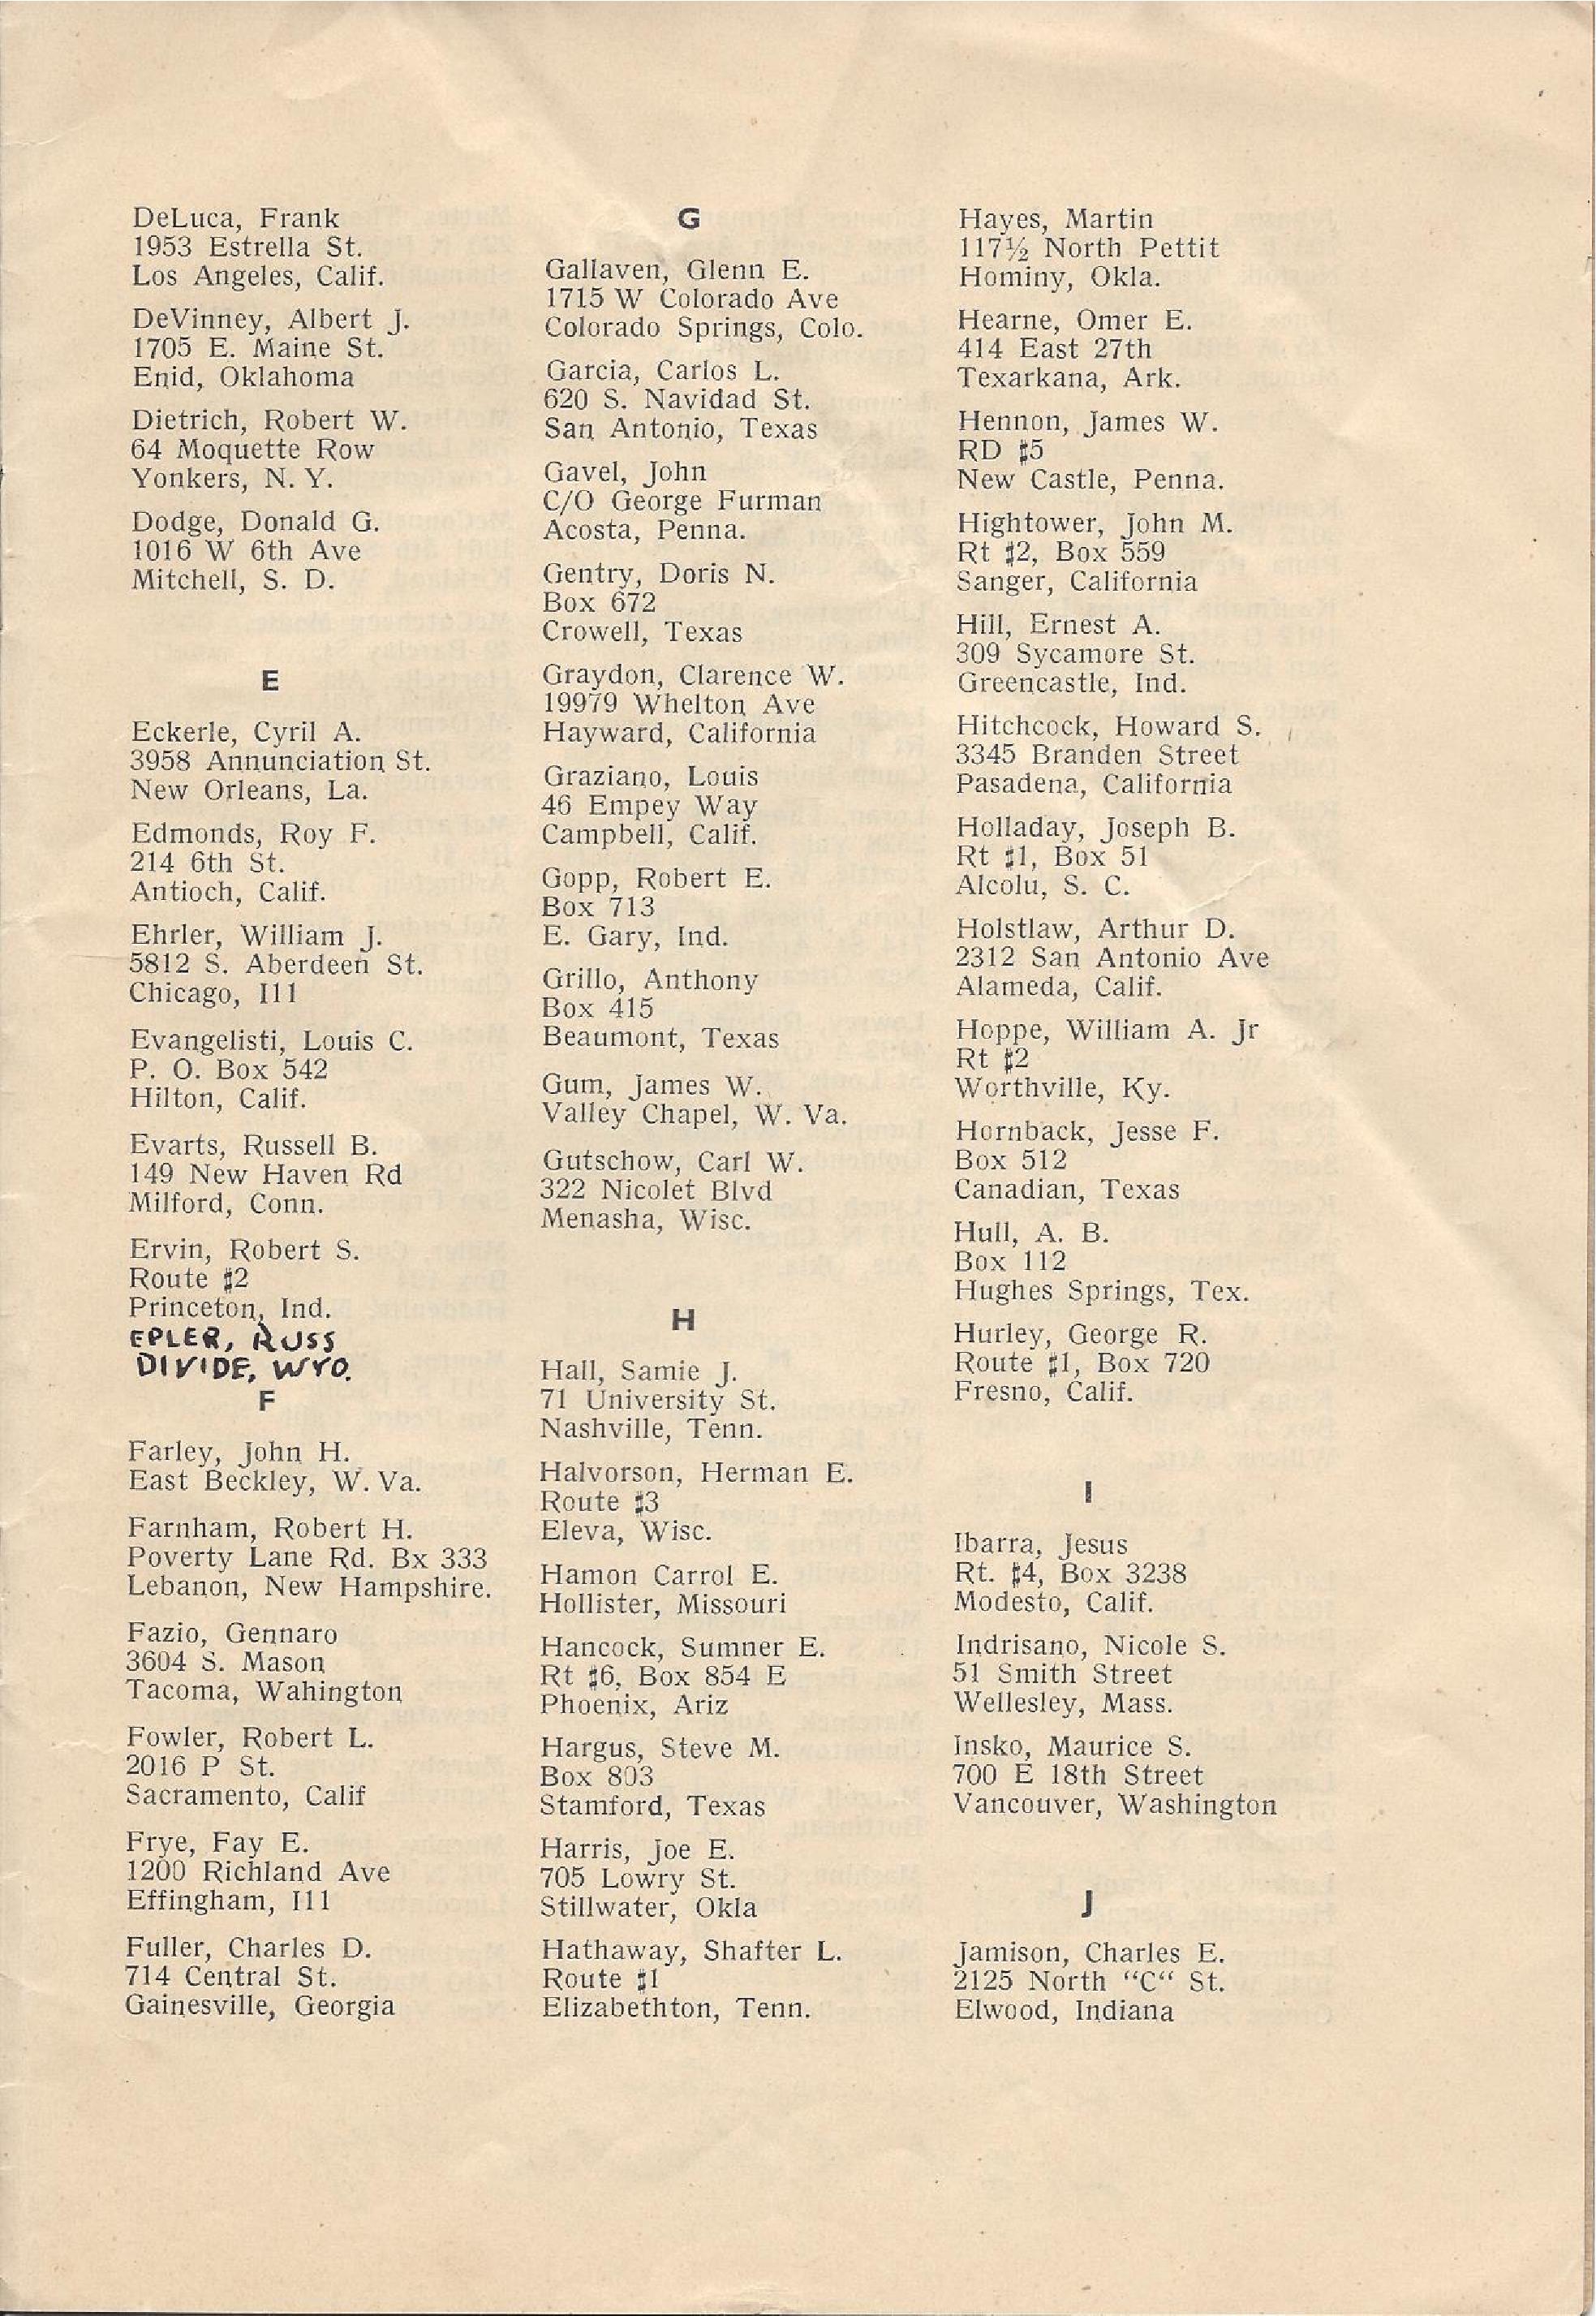 DeLuca, Frank
1953 Estrella St.
Los Angeles, Calif.
DeVinney, Albert J.
1705 E. Maine St.
Enid, Oklahoma
Dietrich, Robert W.
64 Moquette Row
Yonkers, N. Y.
Dodge, Donald G.
1016 W 6th Ave
Mitchell, S. D.
E
Eckerle, Cyril A.
3958 Annunciation St.
New Orleans, La.
Edmonds, Roy F.
214 6th St.
Antioch, Calif.
Ehrler, William J.
5812 S. Aberdeen St.
Chicago, Ill
Evangelisti, Louis C.
P. O. Box 542
Hilton, Calif.
Evarts, Russell B.
149 New Haven Rd
Milford, Conn.
Ervin, Robert S.
Route #2
Princeton, Ind.
EPLER, RUSS
DIVIDE, WYO.
F
Farley, John H.
East Beckley, W. Va.
Farnham, Robert H.
Poverty Lane Rd. Bx 333
Lebanon, New Hampshire.
Fazio, Gennaro
3604 S. Mason
Tacoma, Wahington
Fowler, Robert L.
2016 P St.
Sacramento, Calif
Frye, Fay E.
1200 Richland Ave
Effingham, Ill
Fuller, Charles D.
714 Central St.
Gainesville, Georgia
G
Gallaven, Glenn E.
1715 W Colorado Ave
Colorado Springs, Colo.
Garcia, Carlos L.
620 S. Navidad St.
San Antonio, Texas
Gavel, John
C/O George Furman
Acosta, Penna.
Gentry, Doris N.
Box 672
Crowell, Texas
Graydon, Clarence W.
19979 Whelton Ave
Hayward, California
Graziano, Louis
46 Empey Way
Campbell, Calif.
Gopp, Robert E.
Box 713
E. Gary, Ind.
Grillo, Anthony
Box 415
Beaumont, Texas
Gum, James W.
Valley Chapel, W. Va.
Gutschow, Carl W.
322 Nicolet Blvd
Menasha, Wisc.
H
Hall, Samie J.
71 University St.
Nashville, Tenn.
Halvorson, Herman E.
Route #3
Eleva, Wisc.
Hamon Carrol E.
Hollister, Missouri
Hancock, Sumner E.
Rt #6, Box 854 E
Phoenix, Ariz
Hargus, Steve M.
Box 803
Stamford, Texas
Harris, Joe E.
705 Lowry St.
Stillwater, Okla
Hathaway, Shafter L.
Route #1
Elizabethton, Tenn.
Hayes, Martin
117½ North Pettit
Hominy, Okla.
Hearne, Omer E.
414 East 27th
Texarkana, Ark.
Hennon, James W.
RD #5
New Castle, Penna.
Hightower, John M.
Rt #2, Box 559
Sanger, California
Hill, Ernest A.
309 Sycamore St.
Greencastle, Ind.
Hitchcock, Howard S.
3345 Branden Street
Pasadena, California
Holladay, Joseph B.
Rt #1, Box 51
Alcolu, S. C.
Holstlaw, Arthur D.
2312 San Antonio Ave
Alameda, Calif.
Hoppe, William A. Jr
Rt #2
Worthville, Ky.
Hornback, Jesse F.
Box 512
Canadian, Texas
Hull, A. B.
Box 112
Hughes Springs, Tex.
Hurley, George R.
Route #1, Box 720
Fresno, Calif.
I
Ibarra, Jesus
Rt. #4, Box 3238
Modesto, Calif.
Indrisano, Nicole S.
51 Smith Street
Wellesley, Mass.
Insko, Maurice S.
700 E 18th Street
Vancouver, Washington
J
Jamison, Charles E.
2125 North “C“ St.
Elwood, Indiana